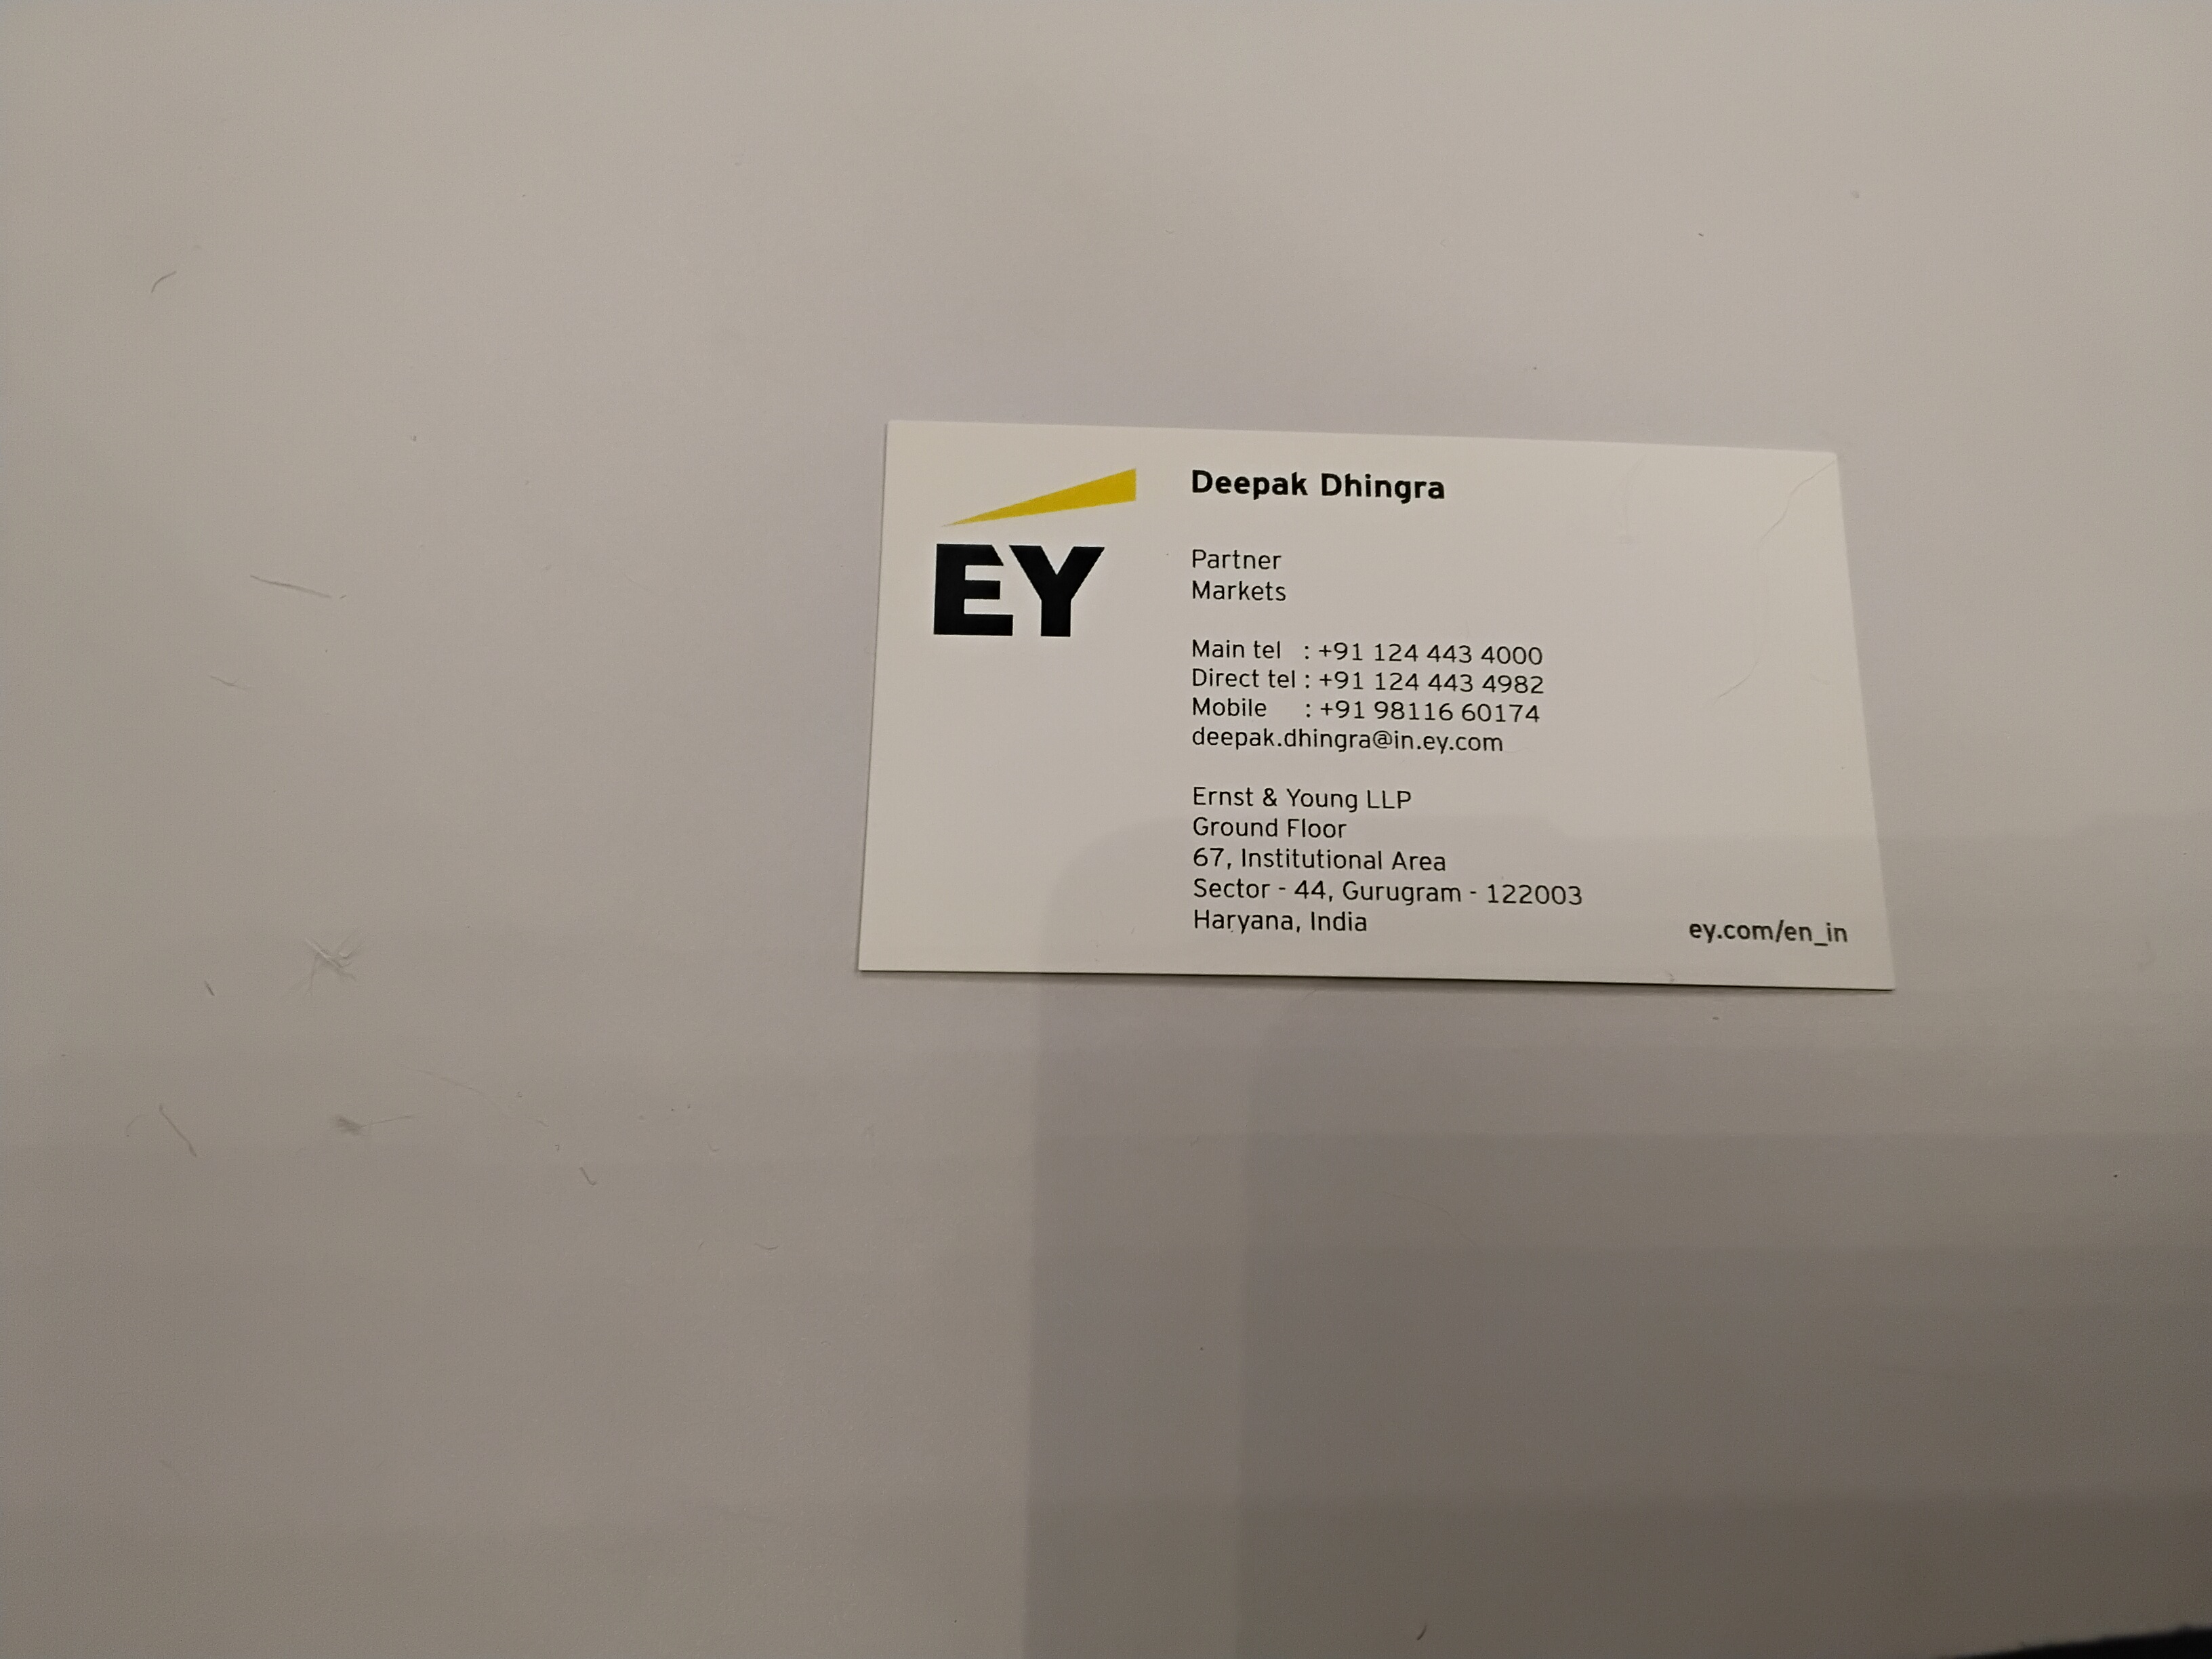 EY
Deepak Dhingra
Partner
Markets
Main tel : +91 124 443 4000
Direct tel : +91 124 443 4982
Mobile : +91 98116 60174
deepak.dhingra@in.ey.com
Ernst & Young LLP
Ground Floor
67, Institutional Area
Sector - 44, Gurugram - 122003
Haryana, India
ey.com/en_in